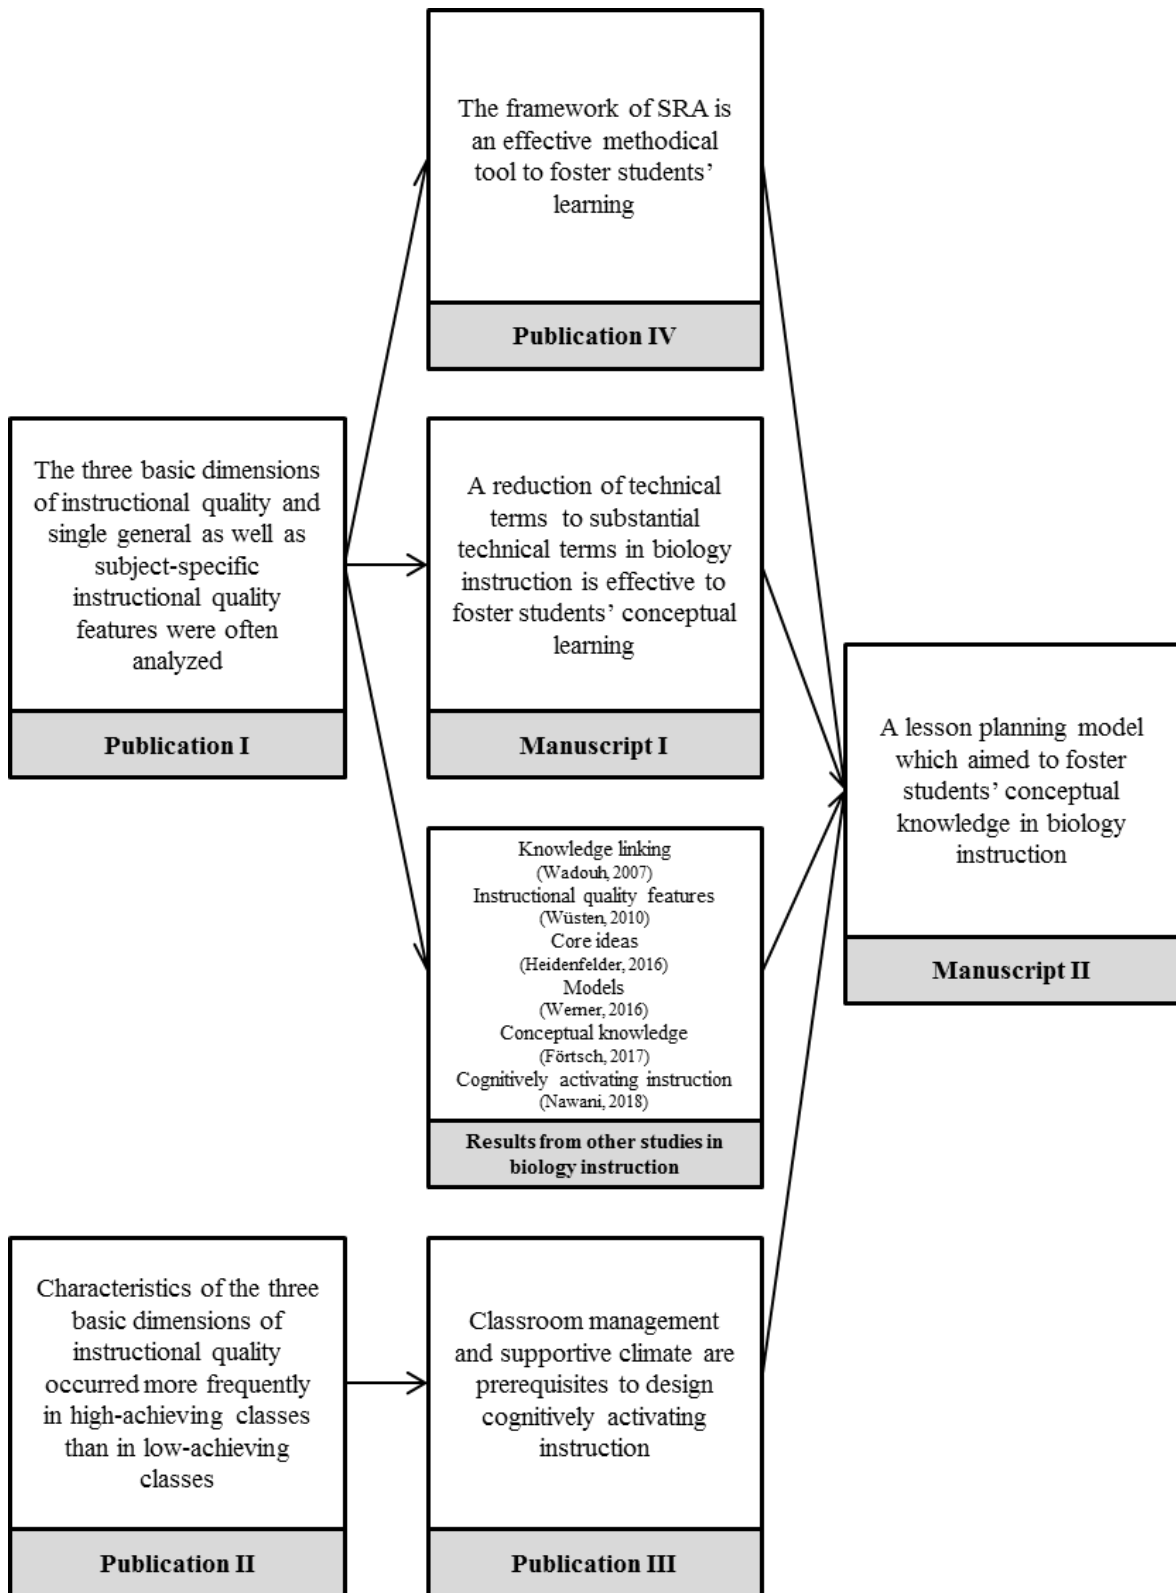 The framework of SRA is
an effective methodical
tool to foster students’
learning
Publication IV
The three basic dimensions
of instructional quality and
single general as well as
subject-specific
instructional quality
features were often
analyzed
Publication I
A reduction of technical
terms to substantial
technical terms in biology
instruction is effective to
foster students’ conceptual
learning
Manuscript I
Knowledge linking
(Wadouh, 2007)
Instructional quality features
(Wüsten, 2010)
Core ideas
(Heidenfelder, 2016)
Models
(Werner, 2016)
Conceptual knowledge
(Förtsch, 2017)
Cognitively activating instruction
(Nawani, 2018)
Results from other studies in
biology instruction
A lesson planning model
which aimed to foster
students’ conceptual
knowledge in biology
instruction
Manuscript II
Characteristics of the three
basic dimensions of
instructional quality
occurred more frequently
in high-achieving classes
than in low-achieving
classes
Publication II
Classroom management
and supportive climate are
prerequisites to design
cognitively activating
instruction
Publication III